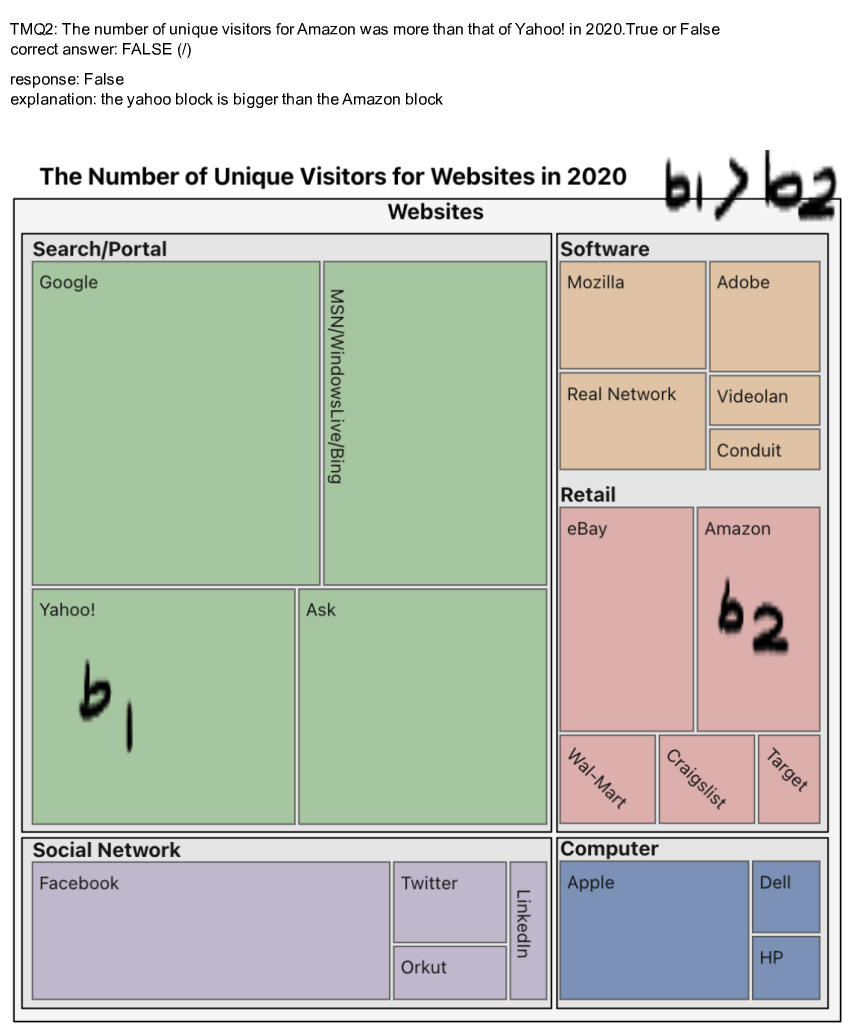 TMQ2: The number of unique visitors for Amazon was more than that of Yahoo! in 2020.True or False
correct answer: FALSE (/)
response: False
explanation: the yahoo block is bigger than the Amazon block
The Number of Unique Visitors for Websites in 2020
b1 > b2
Websites
Search/Portal
Google
MSN/WindowsLive/Bing
Yahoo!
b1
Ask
Software
Mozilla
Adobe
Real Network
Videolan
Conduit
Retail
eBay
Amazon
b2
Wal-Mart
Craigslist
Target
Social Network
Facebook
Twitter
Orkut
LinkedIn
Computer
Apple
Dell
HP